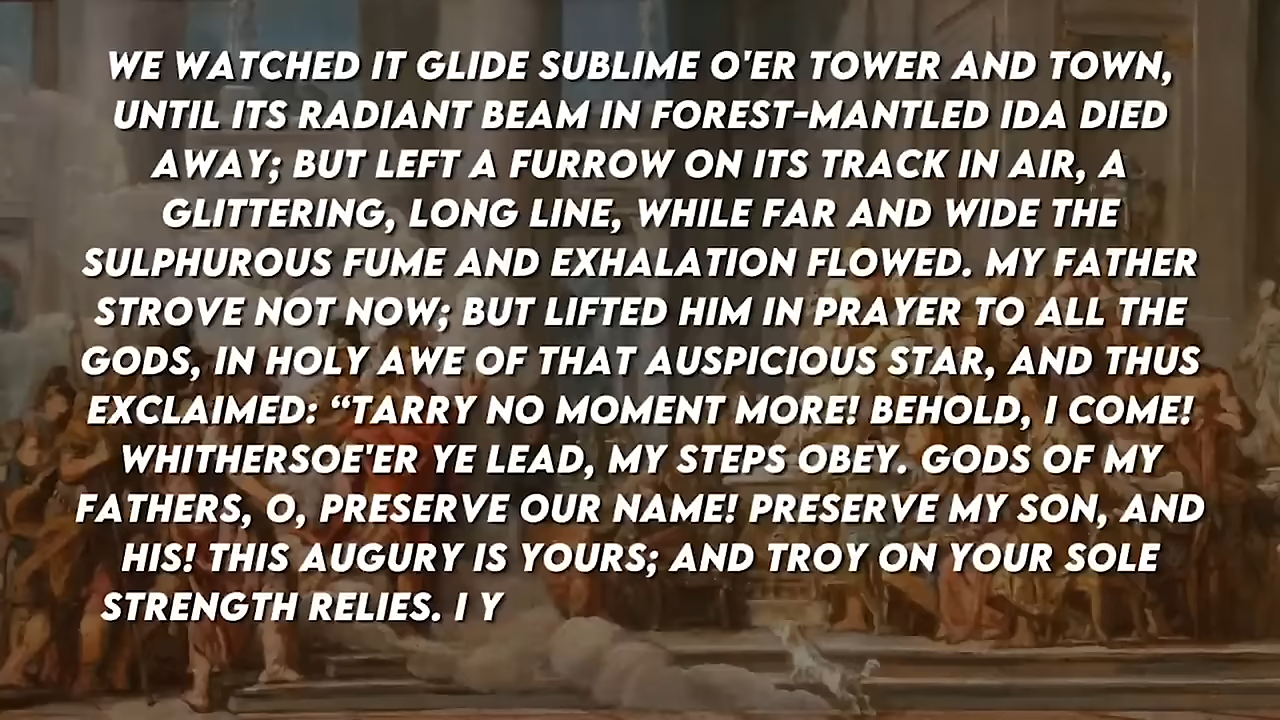 WE WATCHED IT GLIDE SUBLIME O'ER TOWER AND TOWN,
UNTIL ITS RADIANT BEAM IN FOREST-MANTLED IDA DIED
AWAY; BUT LEFT A FURROW ON ITS TRACK IN AIR, A
GLITTERING, LONG LINE, WHILE FAR AND WIDE THE
SULPHUROUS FUME AND EXHALATION FLOWED. MY FATHER
STROVE NOT NOW; BUT LIFTED HIM IN PRAYER TO ALL THE
GODS, IN HOLY AWE OF THAT AUSPICIOUS STAR, AND THUS
EXCLAIMED: “TARRY NO MOMENT MORE! BEHOLD, I COME!
WHITHERSOE'ER YE LEAD, MY STEPS OBEY. GODS OF MY
FATHERS, O, PRESERVE OUR NAME! PRESERVE MY SON, AND
HIS! THIS AUGURY IS YOURS; AND TROY ON YOUR SOLE
STRENGTH RELIES. I Y